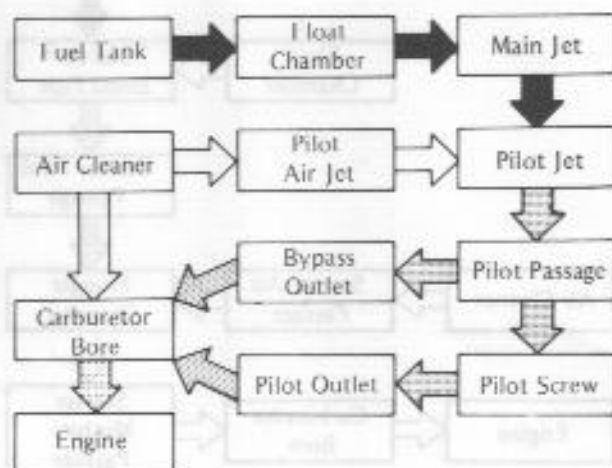 Fuel Tank
Float
Chamber
Main Jet
Air Cleaner
Pilot
Air Jet
Pilot Jet
Bypass
Outlet
Pilot Passage
Carburetor
Bore
Pilot Outlet
Pilot Screw
Engine